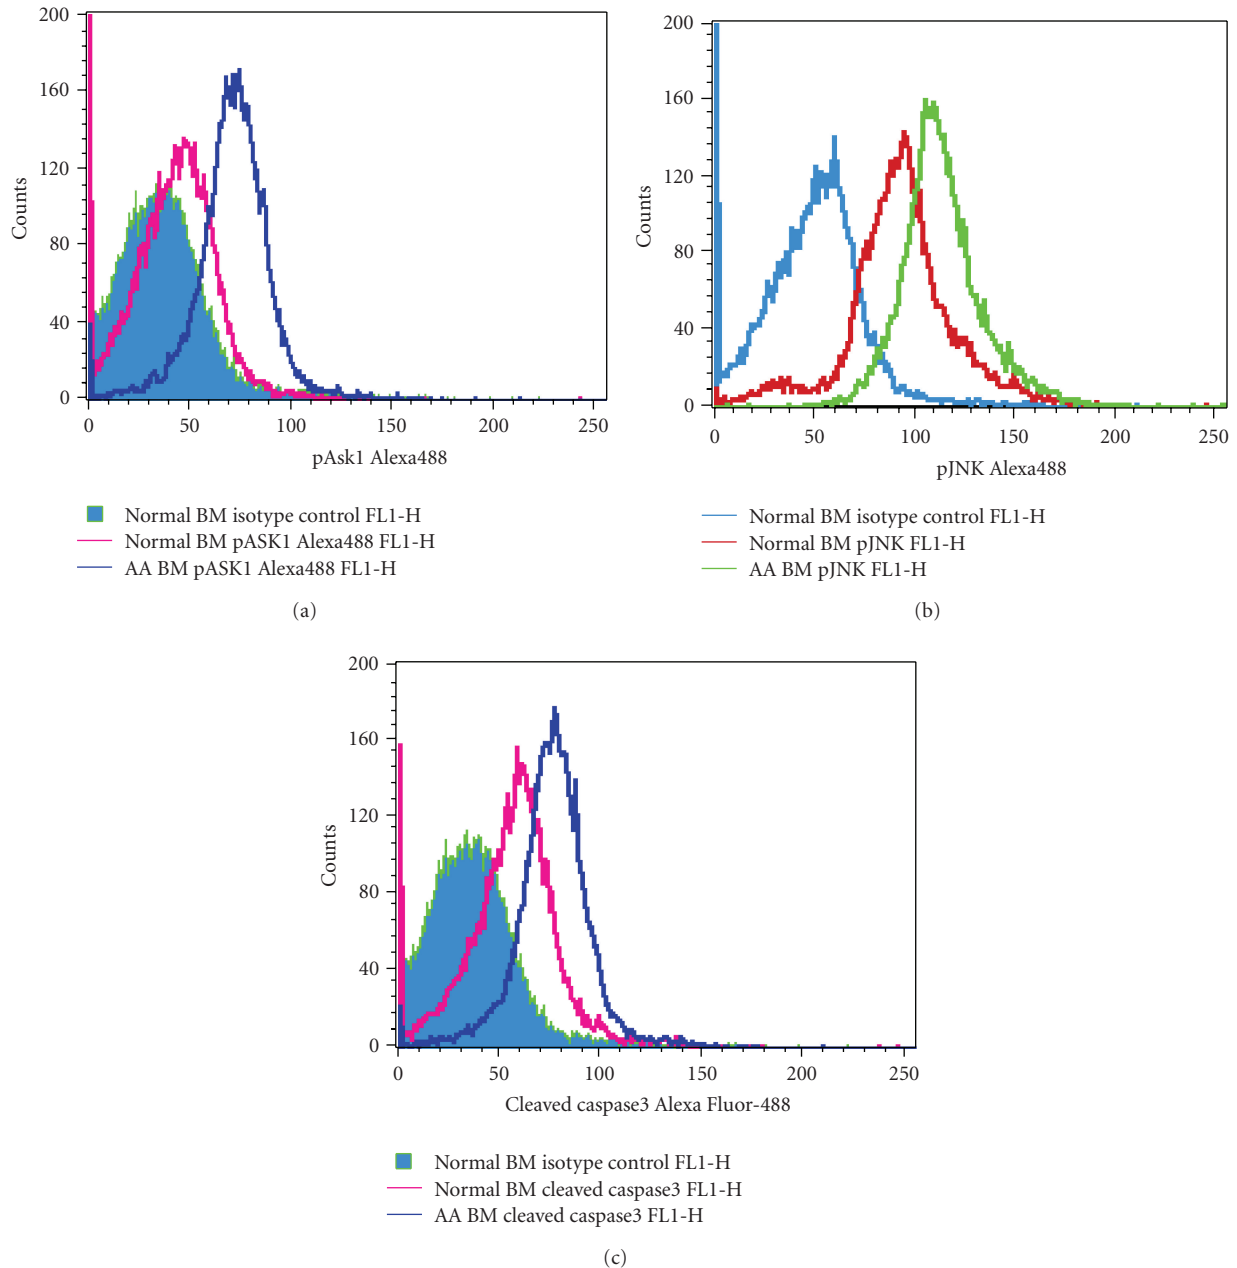 200
160
120
80
40
0
Counts
0 50 100 150 200 250
pAsk1 Alexa488
Normal BM isotype control FL1-H
Normal BM pASK1 Alexa488 FL1-H
AA BM pASK1 Alexa488 FL1-H
(a)
200
160
120
80
40
0
Counts
0 50 100 150 200 250
pJNK Alexa488
Normal BM isotype control FL1-H
Normal BM pJNK FL1-H
AA BM pJNK FL1-H
(b)
200
160
120
80
40
0
Counts
0 50 100 150 200 250
Cleaved caspase3 Alexa Fluor-488
Normal BM isotype control FL1-H
Normal BM cleaved caspase3 FL1-H
AA BM cleaved caspase3 FL1-H
(c)